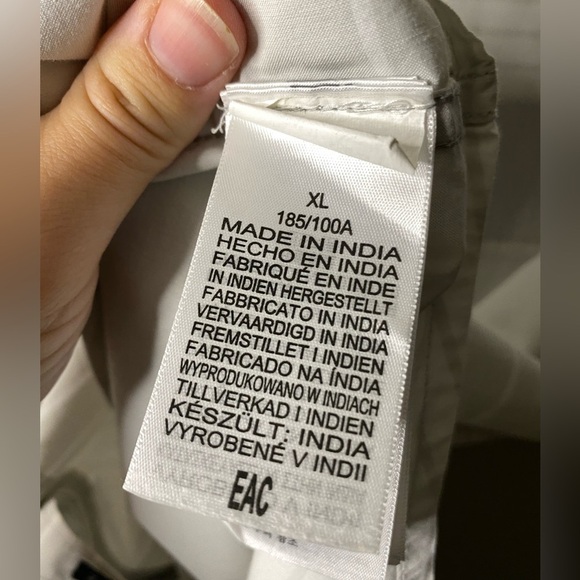 XL
185/100A
MADE IN INDIA
HECHO EN INDIA
FABRIQUÉ EN INDE
IN INDIEN HERGESTELLT
FABBRICATO IN INDIA
VERVAARDIGD IN INDIA
FREMSTILLET I INDIEN
FABRICADO NA ÍNDIA
WYPRODUKOWANO W INDIACH
TILLVERKAD I INDIEN
KÉSZÜLT: INDIA
VYROBENÉ V INDII
EAC